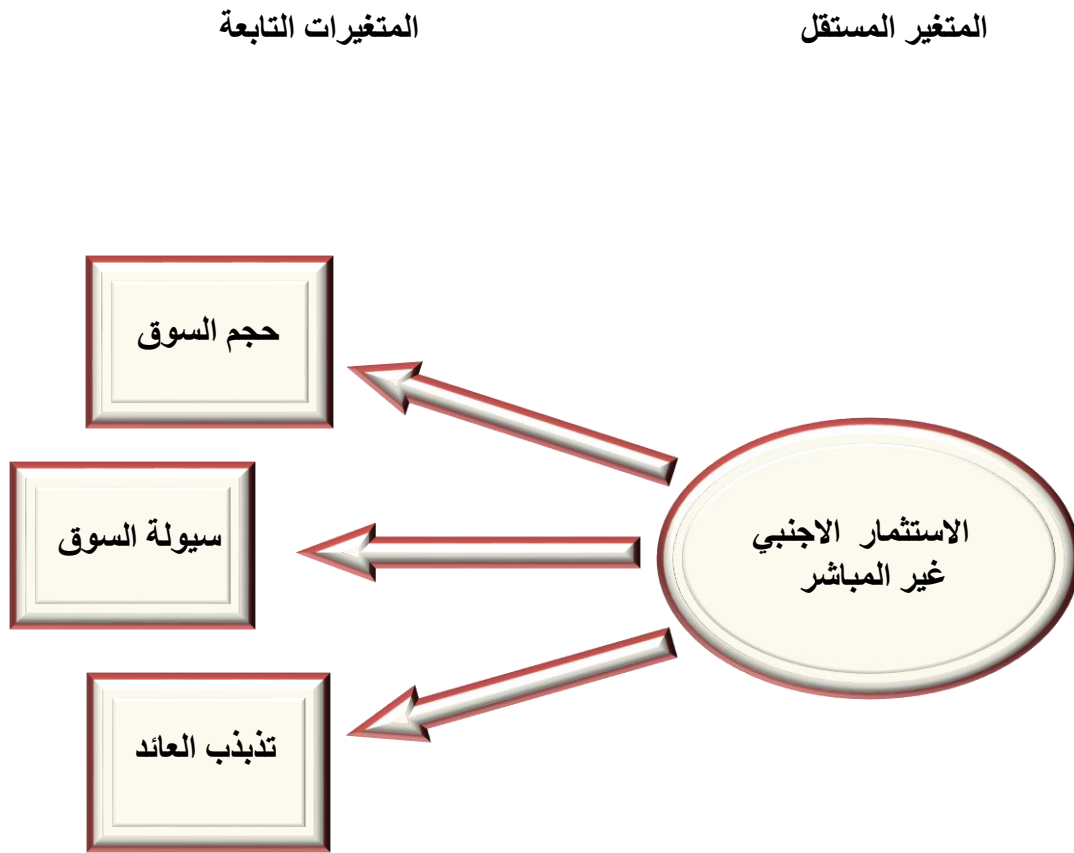 المتغير المستقل
المتغيرات التابعة
حجم السوق
سيولة السوق
الاستثمار الاجنبي
غير المباشر
تذبذب العائد